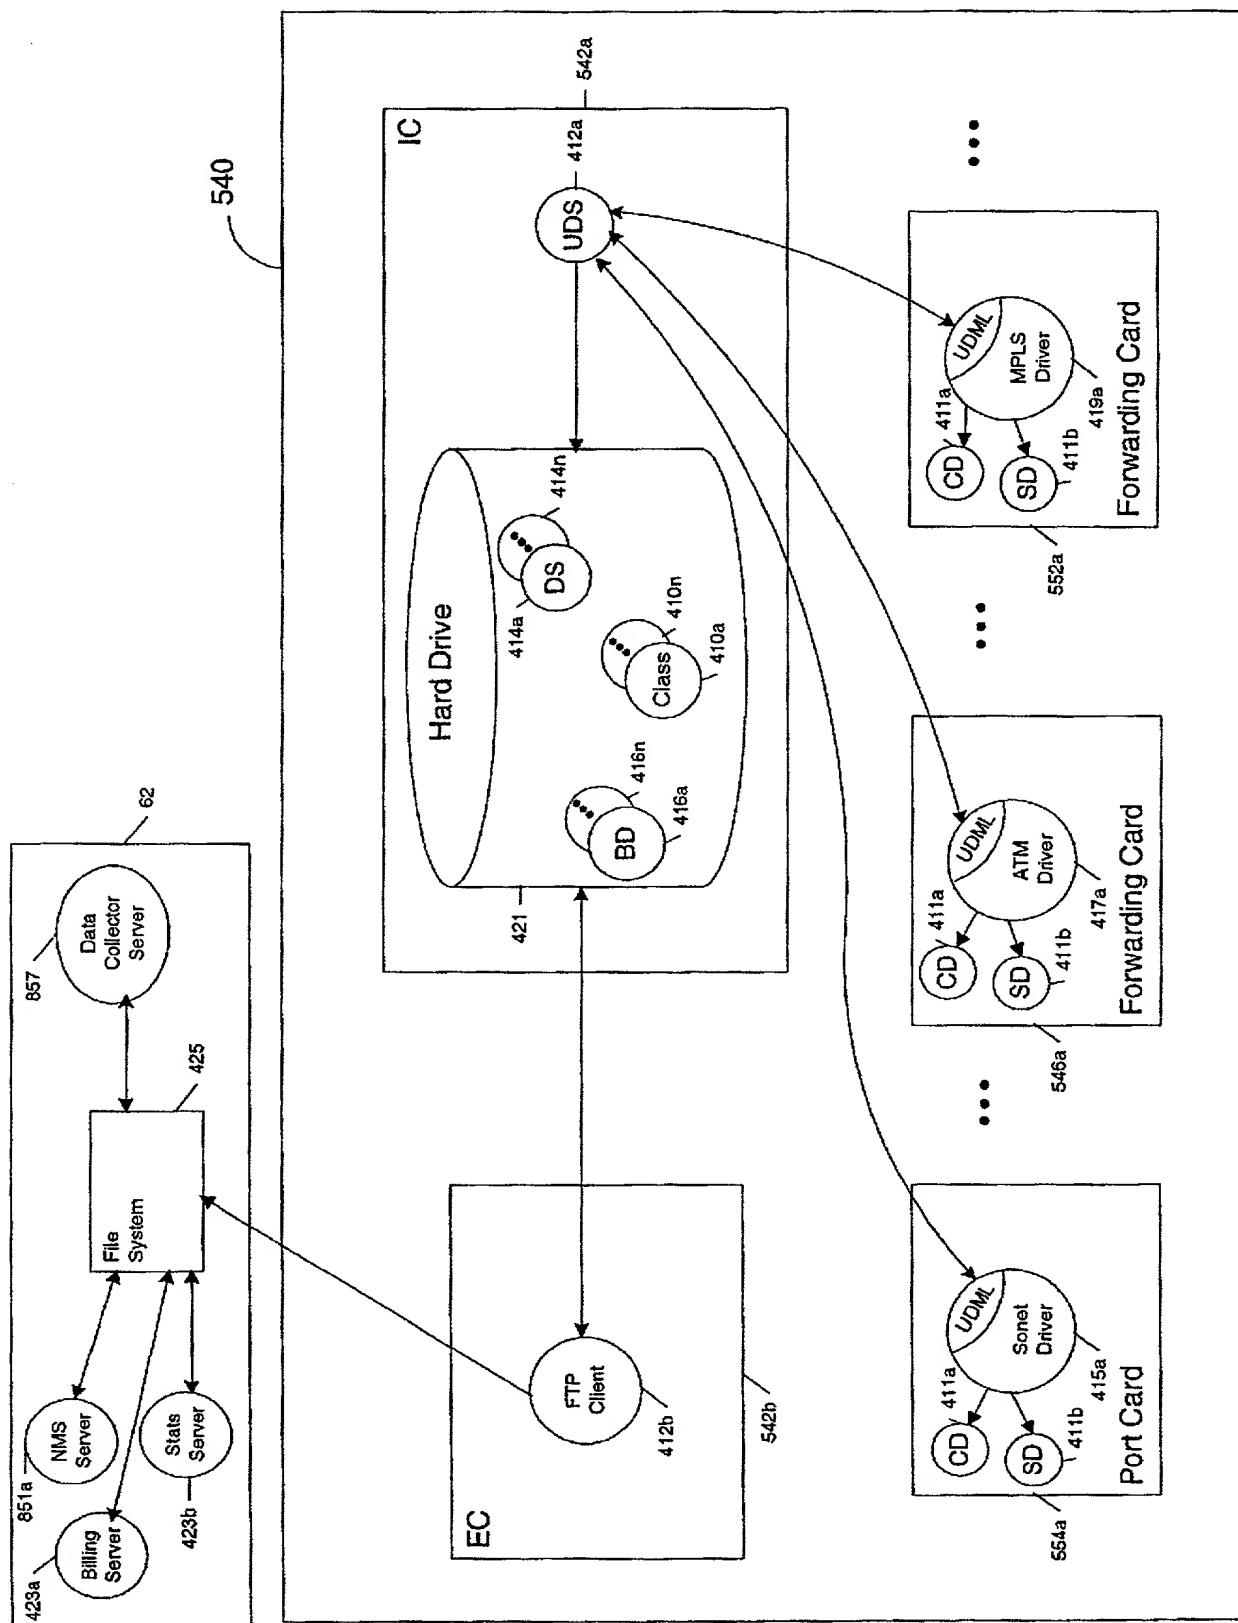 62
423a
Billing
Server
851a
NMS
Server
Stats
Server
423b
File
System
425
857
Data
Collector
Server
540
EC
FTP
Client
412b
542b
IC
542a
Hard Drive
421
BD
416n
416a
Class
410n
410a
414a
DS
414n
UDS
412a
554a
CD
411a
SD
411b
UDML
Sonet
Driver
415a
Port Card
546a
CD
411a
SD
411b
UDML
ATM
Driver
417a
Forwarding Card
552a
CD
411a
SD
411b
UDML
MPLS
Driver
419a
Forwarding Card